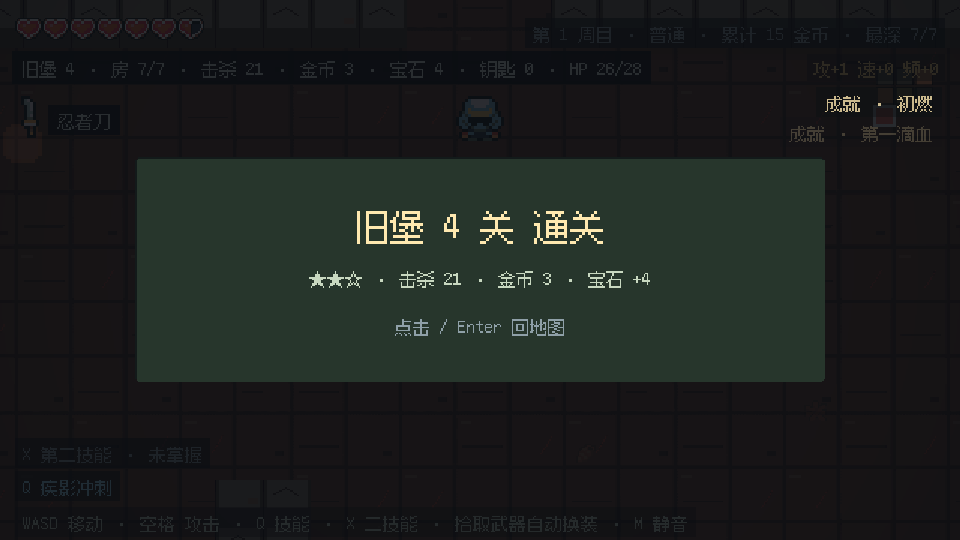 第 1 周目 · 普通 · 累计 15 金币 · 最深 7/7
旧堡 4 · 房 7/7 · 击杀 21 · 金币 3 · 宝石 4 · 钥匙 0 · HP 26/28
攻+1 速+0 频+0
成就 · 初燃
忍者刀
成就 · 第一滴血
旧堡 4 关 通关
★★☆ · 击杀 21 · 金币 3 · 宝石 +4
点击 / Enter 回地图
X 第二技能 · 未掌握
Q 疾影冲刺
WASD 移动 · 空格 攻击 · Q 技能 · X 二技能 · 拾取武器自动换装 · M 静音